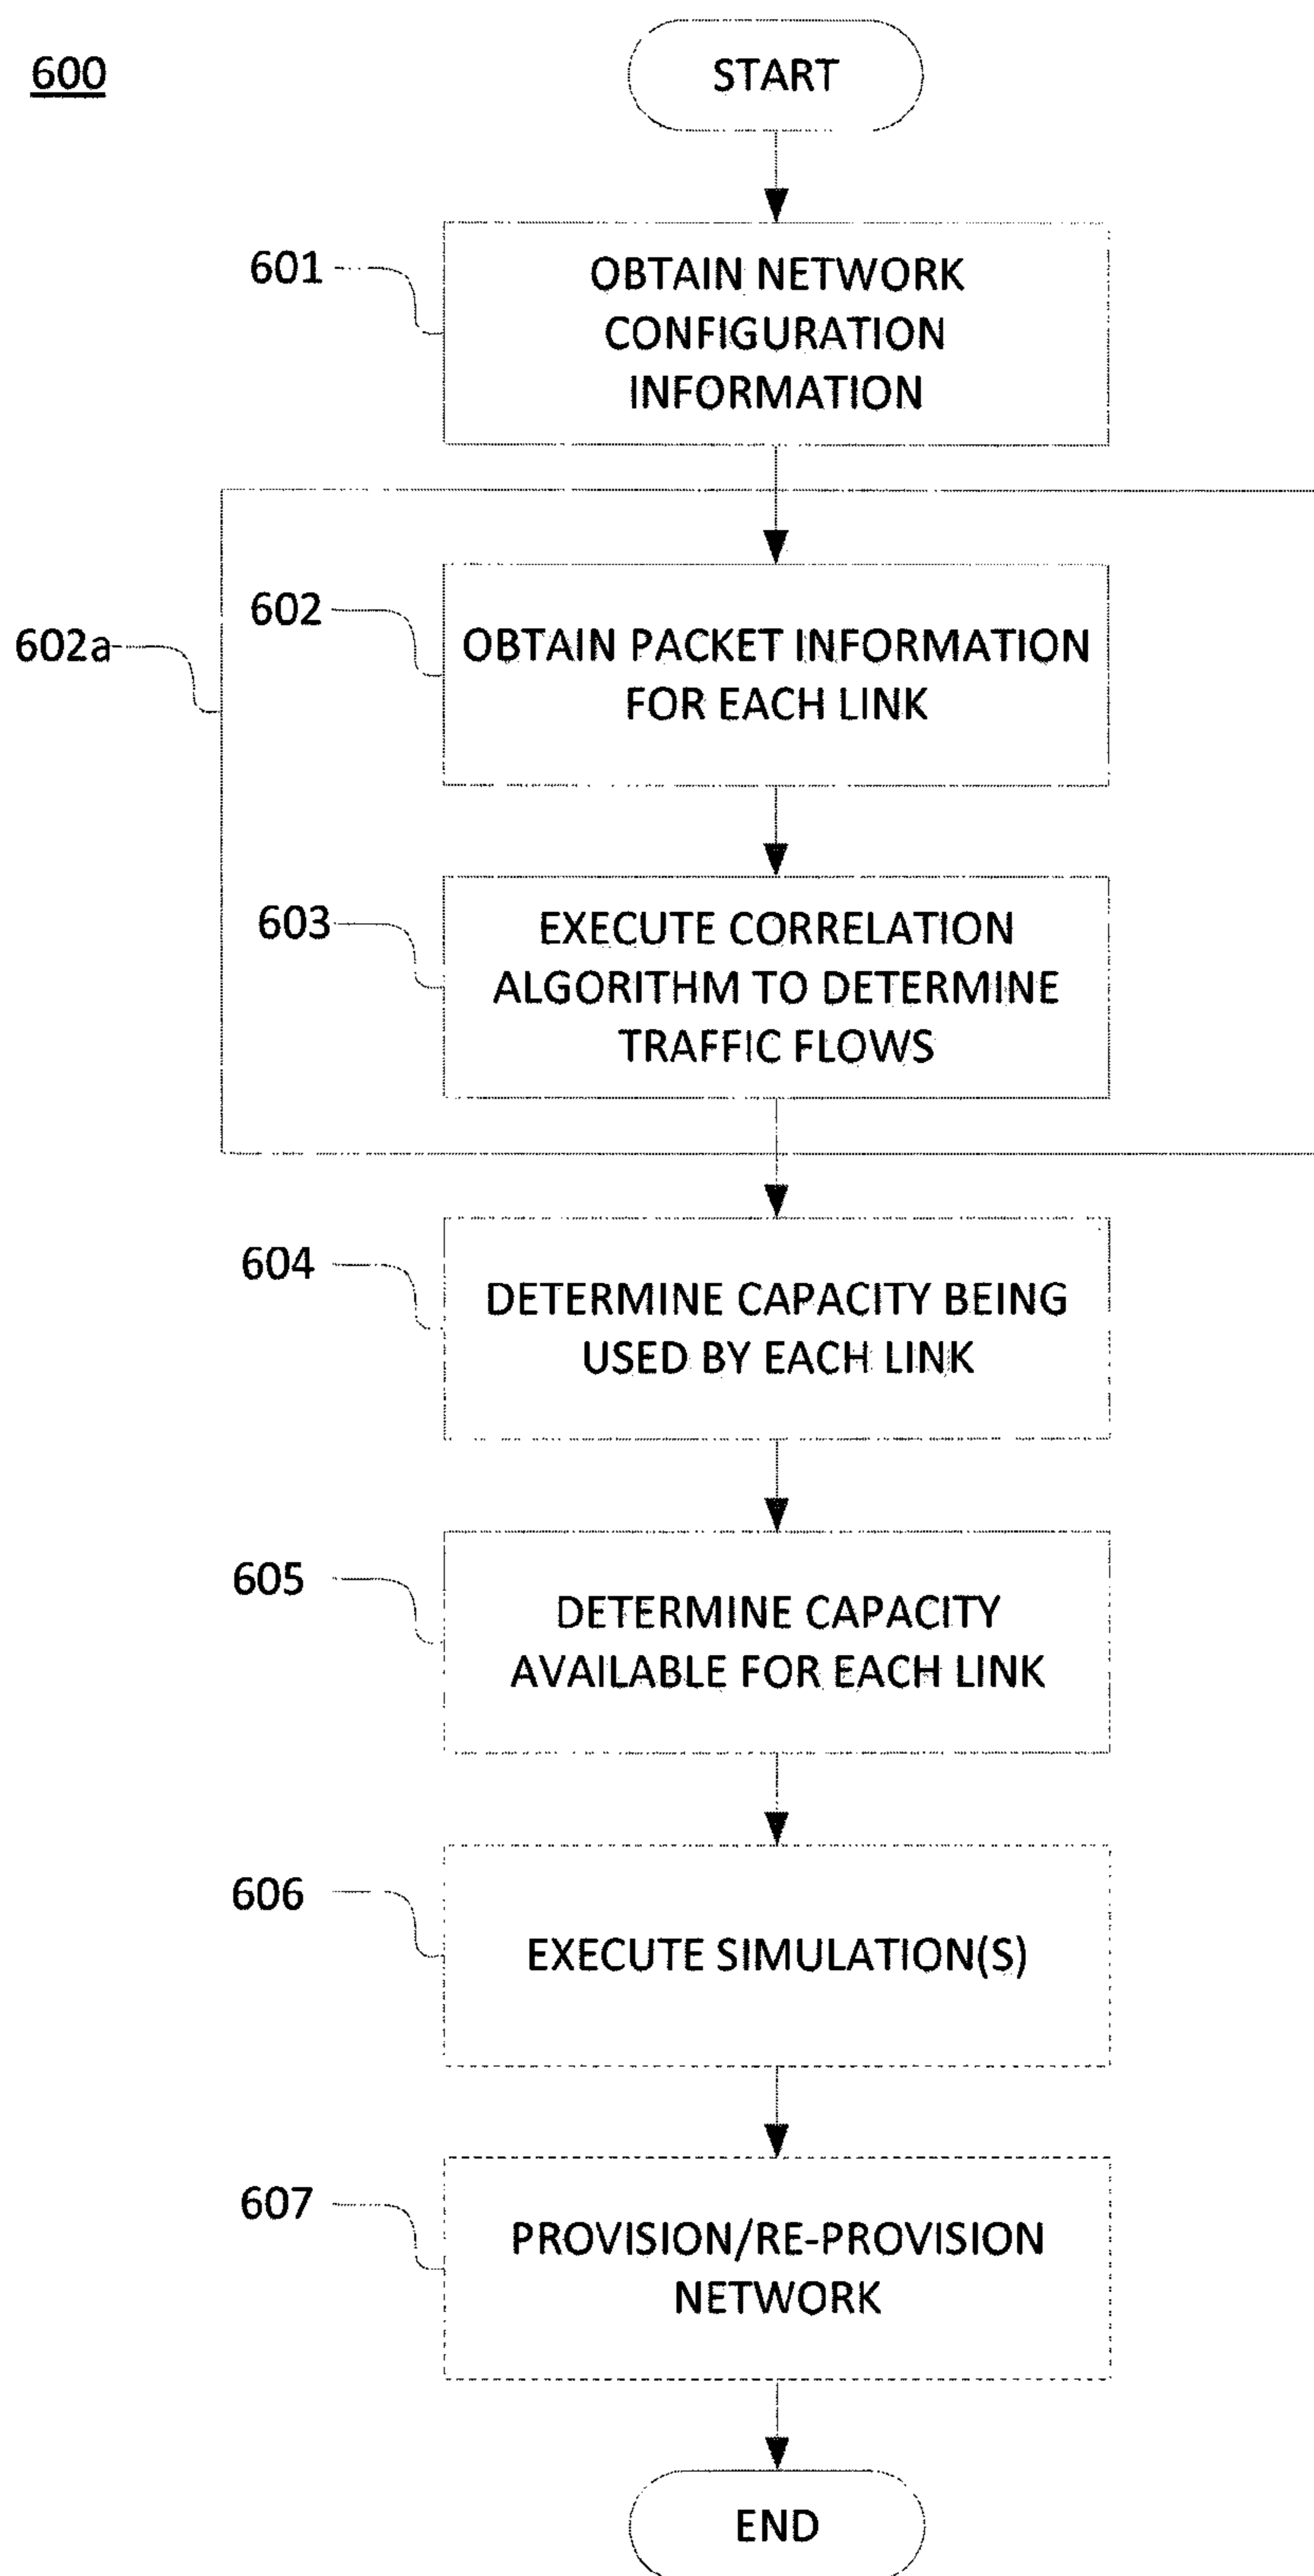 600
START
601
OBTAIN NETWORK
CONFIGURATION
INFORMATION
602a
602
OBTAIN PACKET INFORMATION
FOR EACH LINK
603
EXECUTE CORRELATION
ALGORITHM TO DETERMINE
TRAFFIC FLOWS
604
DETERMINE CAPACITY BEING
USED BY EACH LINK
605
DETERMINE CAPACITY
AVAILABLE FOR EACH LINK
606
EXECUTE SIMULATION(S)
607
PROVISION/RE-PROVISION
NETWORK
END